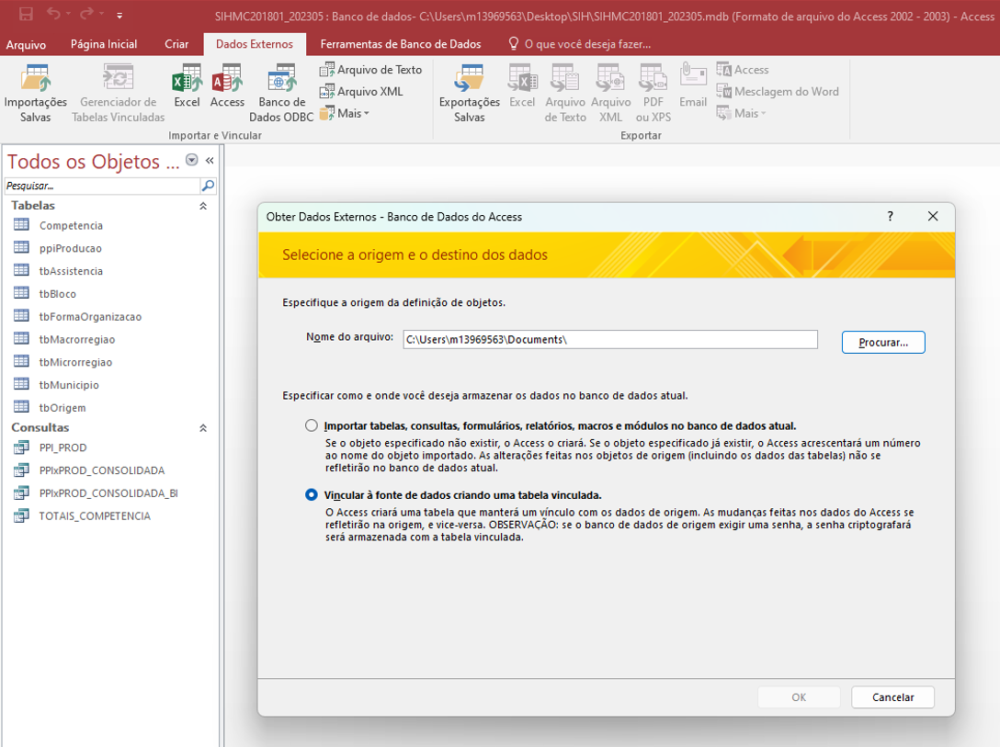 SIHMC201801_202305 : Banco de dados- C:\Users\m13969563\Desktop\SIH\SIHMC201801_202305.mdb (Formato de arquivo do Access 2002 - 2003) - Access
Arquivo Página Inicial Criar Dados Externos Ferramentas de Banco de Dados O que você deseja fazer...
Importações Salvas
Gerenciador de Tabelas Vinculadas
Excel
Access
Banco de Dados ODBC
Arquivo de Texto
Arquivo XML
Mais
Importar e Vincular
Exportações Salvas
Excel
Arquivo de Texto
Arquivo XML
PDF ou XPS
Email
Access
Mesclagem do Word
Mais
Exportar
Todos os Objetos ... «
Pesquisar...
Tabelas
Competencia
ppiProducao
tbAssistencia
tbBloco
tbFormaOrganizacao
tbMacrorregiao
tbMicrorregiao
tbMunicipio
tbOrigem
Consultas
PPI_PROD
PPIxPROD_CONSOLIDADA
PPIxPROD_CONSOLIDADA_BI
TOTAIS_COMPETENCIA
Obter Dados Externos - Banco de Dados do Access ?
Selecione a origem e o destino dos dados
Especifique a origem da definição de objetos.
Nome do arquivo: C:\Users\m13969563\Documents\ Procurar...
Especificar como e onde você deseja armazenar os dados no banco de dados atual.
Importar tabelas, consultas, formulários, relatórios, macros e módulos no banco de dados atual.
Se o objeto especificado não existir, o Access o criará. Se o objeto especificado já existir, o Access acrescentará um número
ao nome do objeto importado. As alterações feitas nos objetos de origem (incluindo os dados das tabelas) não se
refletirão no banco de dados atual.
Vincular à fonte de dados criando uma tabela vinculada.
O Access criará uma tabela que manterá um vínculo com os dados de origem. As mudanças feitas nos dados do Access se
refletirão na origem, e vice-versa. OBSERVAÇÃO: se o banco de dados de origem exigir uma senha, a senha criptografará
será armazenada com a tabela vinculada.
OK Cancelar